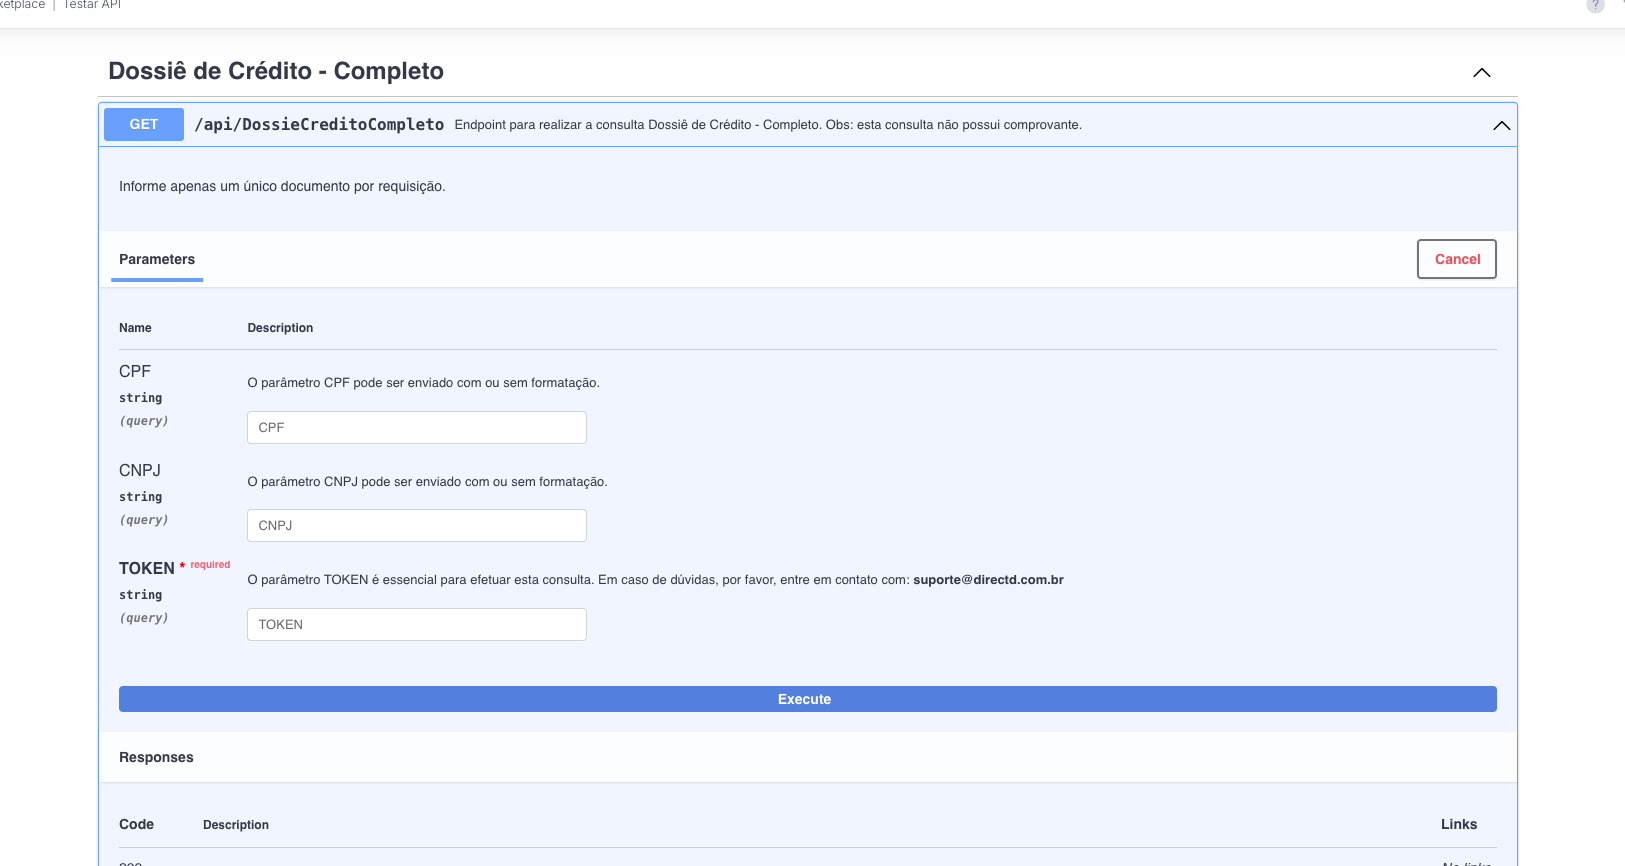 Testar API
?
Dossiê de Crédito - Completo
GET /api/DossieCreditoCompleto Endpoint para realizar a consulta Dossiê de Crédito - Completo. Obs: esta consulta não possui comprovante.
Informe apenas um único documento por requisição.
Parameters
Cancel
Name Description
CPF
O parâmetro CPF pode ser enviado com ou sem formatação.
string
(query)
CPF
CNPJ
O parâmetro CNPJ pode ser enviado com ou sem formatação.
string
(query)
CNPJ
TOKEN * required
O parâmetro TOKEN é essencial para efetuar esta consulta. Em caso de dúvidas, por favor, entre em contato com: suporte@directd.com.br
string
(query)
TOKEN
Execute
Responses
Code Description Links